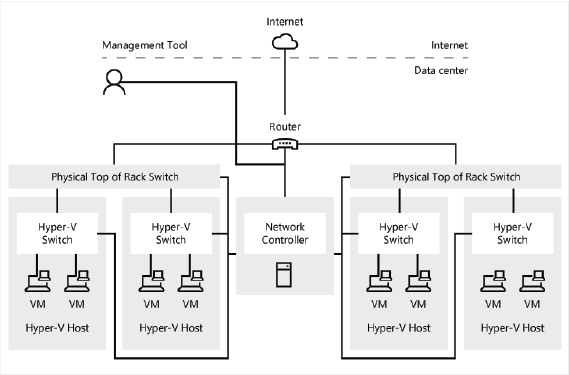 Internet
Management Tool
Internet
Data center
Router
Physical Top of Rack Switch
Physical Top of Rack Switch
Hyper-V
Switch
Hyper-V
Switch
Network
Controller
Hyper-V
Switch
Hyper-V
Switch
VM
VM
VM
VM
VM
VM
VM
VM
Hyper-V Host
Hyper-V Host
Hyper-V Host
Hyper-V Host